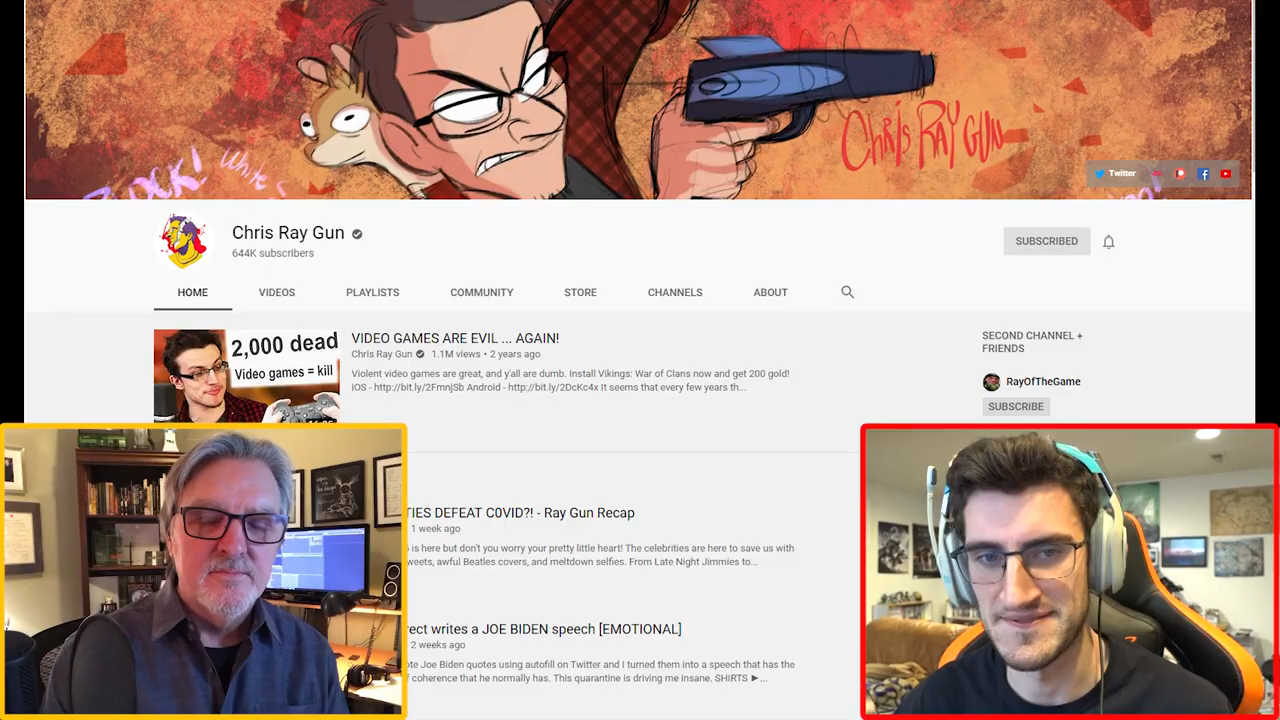 ROCK!
White
CHRIS RAY GUN
Twitter
Chris Ray Gun
644K subscribers
SUBSCRIBED
HOME
VIDEOS
PLAYLISTS
COMMUNITY
STORE
CHANNELS
ABOUT
2,000 dead
Video games = kill
VIDEO GAMES ARE EVIL ... AGAIN!
Chris Ray Gun 1.1M views • 2 years ago
Violent video games are great, and y'all are dumb. Install Vikings: War of Clans now and get 200 gold!
iOS - http://bit.ly/2FmnjSb Android - http://bit.ly/2DcKc4x It seems that every few years th...
SECOND CHANNEL +
FRIENDS
RayOfTheGame
SUBSCRIBE
TIES DEFEAT C0VID?! - Ray Gun Recap
1 week ago
is here but don't you worry your pretty little heart! The celebrities are here to save us with
weets, awful Beatles covers, and meltdown selfies. From Late Night Jimmies to...
rect writes a JOE BIDEN speech [EMOTIONAL]
2 weeks ago
ote Joe Biden quotes using autofill on Twitter and I turned them into a speech that has the
of coherence that he normally has. This quarantine is driving me insane. SHIRTS ►...